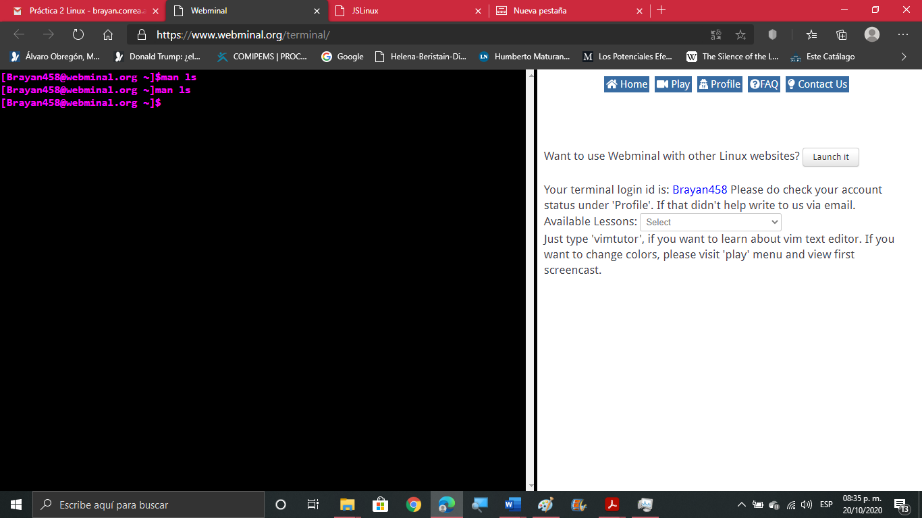 Práctica 2 Linux - brayan.correa.
Webminal
JSLinux
Nueva pestaña
https://www.webminal.org/terminal/
Álvaro Obregón, M...
Donald Trump: ¿el...
COMIPEMS | PROC...
Google
Helena-Beristain-Di...
Humberto Maturan...
Los Potenciales Efe...
The Silence of the L...
Este Catálago
[Brayan458@webminal.org ~]$man ls
[Brayan458@webminal.org ~]man ls
[Brayan458@webminal.org ~]$
Home Play Profile FAQ Contact Us
Want to use Webminal with other Linux websites? Launch it
Your terminal login id is: Brayan458 Please do check your account
status under 'Profile'. If that didn't help write to us via email.
Available Lessons: Select
Just type 'vimtutor', if you want to learn about vim text editor. If you
want to change colors, please visit 'play' menu and view first
screencast.
Escribe aquí para buscar
ESP
08:35 p. m.
20/10/2020
13